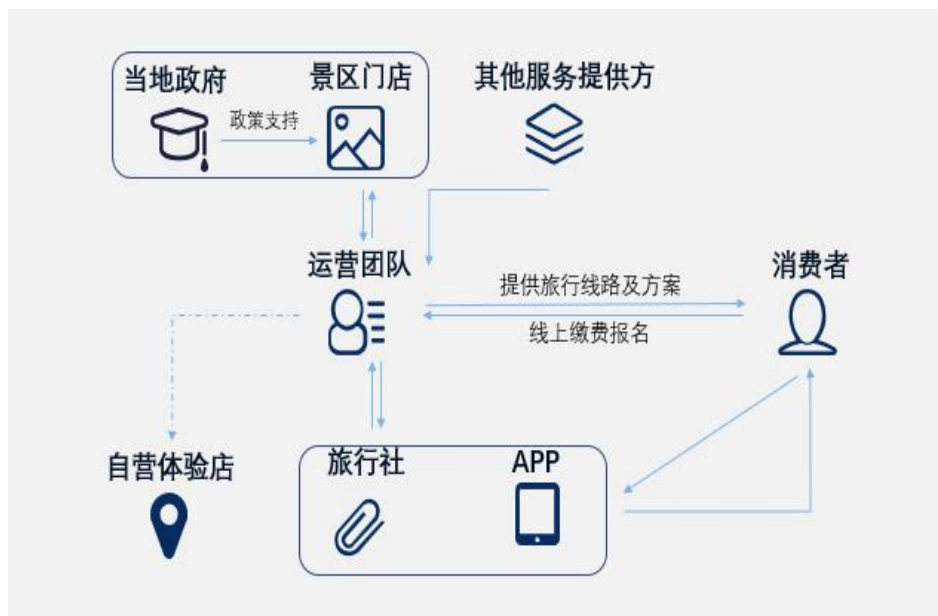 当地政府
景区门店
其他服务提供方
政策支持
运营团队
消费者
提供旅行线路及方案
线上缴费报名
自营体验店
旅行社
APP